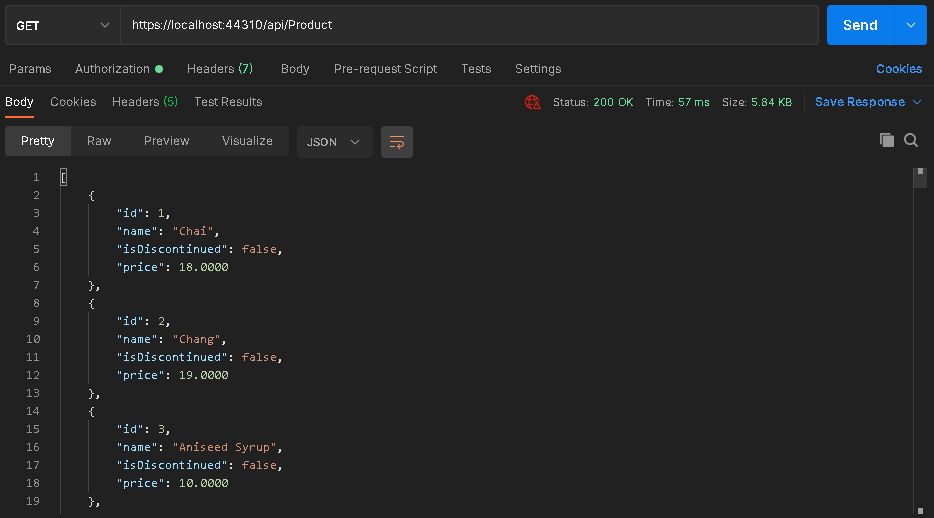 GET https://localhost:44310/api/Product Send
Params Authorization Headers (7) Body Pre-request Script Tests Settings Cookies
Body Cookies Headers (5) Test Results Status: 200 OK Time: 57 ms Size: 5.84 KB Save Response
Pretty Raw Preview Visualize JSON
1 [
2 {
3 "id": 1,
4 "name": "Chai",
5 "isDiscontinued": false,
6 "price": 18.0000
7 },
8 {
9 "id": 2,
10 "name": "Chang",
11 "isDiscontinued": false,
12 "price": 19.0000
13 },
14 {
15 "id": 3,
16 "name": "Aniseed Syrup",
17 "isDiscontinued": false,
18 "price": 10.0000
19 },